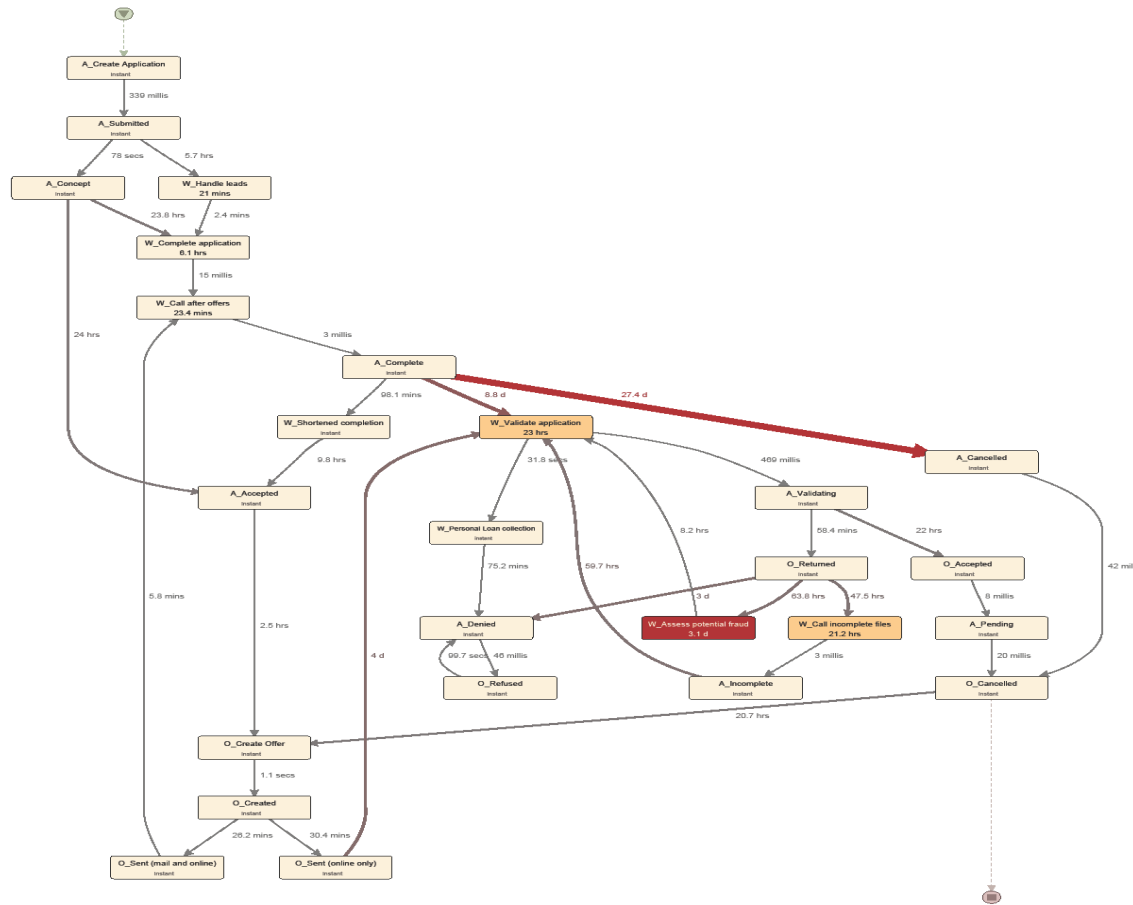 A_Create Application
instant
339 millis
A_Submitted
instant
78 secs
5.7 hrs
A_Concept
instant
W_Handle leads
21 mins
23.8 hrs
2.4 mins
W_Complete application
6.1 hrs
15 millis
W_Call after offers
23.4 mins
24 hrs
3 millis
A_Complete
instant
98.1 mins
8.8 d
27.4 d
W_Shortened completion
instant
W_Validate application
23 hrs
9.8 hrs
31.8 secs
469 millis
A_Cancelled
instant
A_Accepted
instant
A_Validating
instant
W_Personal Loan collection
instant
8.2 hrs
58.4 mins
22 hrs
75.2 mins
59.7 hrs
O_Returned
instant
O_Accepted
instant
42 mil
5.8 mins
3 d
63.8 hrs
47.5 hrs
8 millis
2.5 hrs
A_Denied
instant
W_Assess potential fraud
3.1 d
W_Call incomplete files
21.2 hrs
A_Pending
instant
4 d
99.7 secs
46 millis
3 millis
20 millis
O_Refused
instant
A_Incomplete
instant
O_Cancelled
instant
20.7 hrs
O_Create Offer
instant
1.1 secs
O_Created
instant
26.2 mins
30.4 mins
O_Sent (mail and online)
instant
O_Sent (online only)
instant